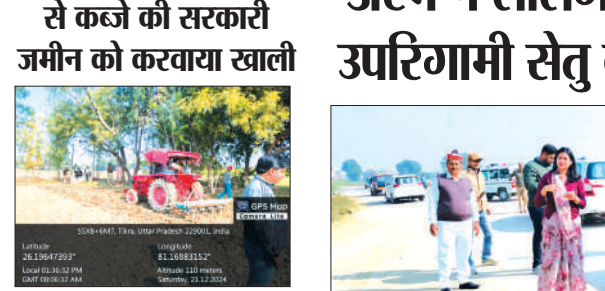 से कब्जे की सरकारी
जमीन को करवाया खाली
GPS Map
Camera Lite
55X8+6M7, Tikra, Uttar Pradesh 229001, India
Latitude
26.19647393°
Longitude
81.16883152°
Local 01:36:32 PM
GMT 08:06:32 AM
Altitude 110 meters
Saturday, 21.12.2024
उपरिगामी सेतु